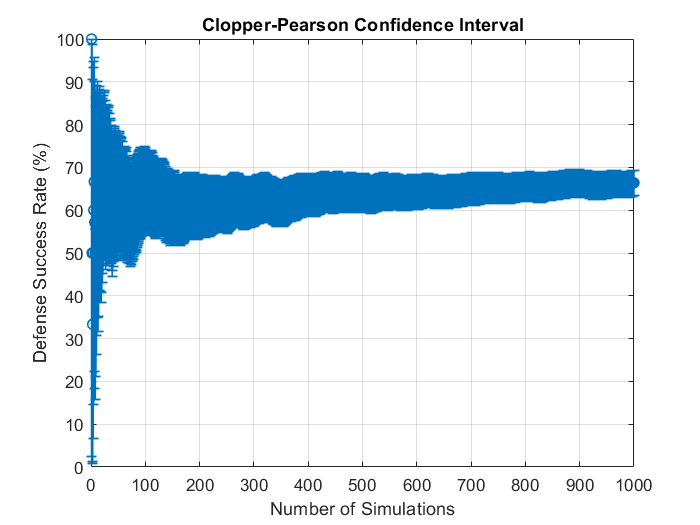 Clopper-Pearson Confidence Interval
100
90
80
70
60
50
40
30
20
10
0
Defense Success Rate (%)
0 100 200 300 400 500 600 700 800 900 1000
Number of Simulations